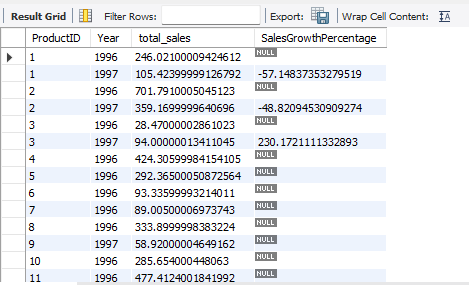 Result Grid Filter Rows: Export: Wrap Cell Content: IA
ProductID Year total_sales SalesGrowthPercentage
1 1996 246.02100009424612 NULL
1 1997 105.42399999126792 -57.14837353279519
2 1996 701.7910005045123 NULL
2 1997 359.1699999640696 -48.82094530909274
3 1996 28.47000002861023 NULL
3 1997 94.00000013411045 230.1721111332893
4 1996 424.30599984154105 NULL
5 1996 292.36500050872564 NULL
6 1996 93.33599993214011 NULL
7 1996 89.00500006973743 NULL
8 1996 333.8999998383224 NULL
9 1997 58.92000004649162 NULL
10 1996 285.654000448063 NULL
11 1996 477.4124001841992 NULL